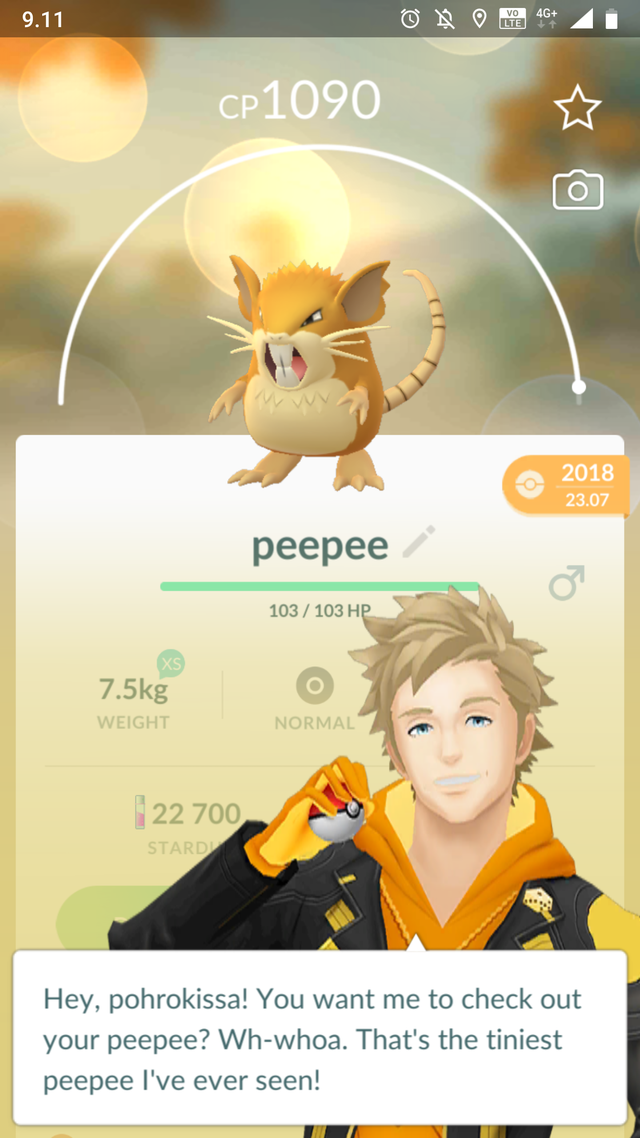 9.11
VO LTE 4G+
CP1090
2018
23.07
peepee
103 / 103 HP
XS
7.5kg
WEIGHT
NORMAL
22 700
Hey, pohrokissa! You want me to check out
your peepee? Wh-whoa. That's the tiniest
peepee I've ever seen!